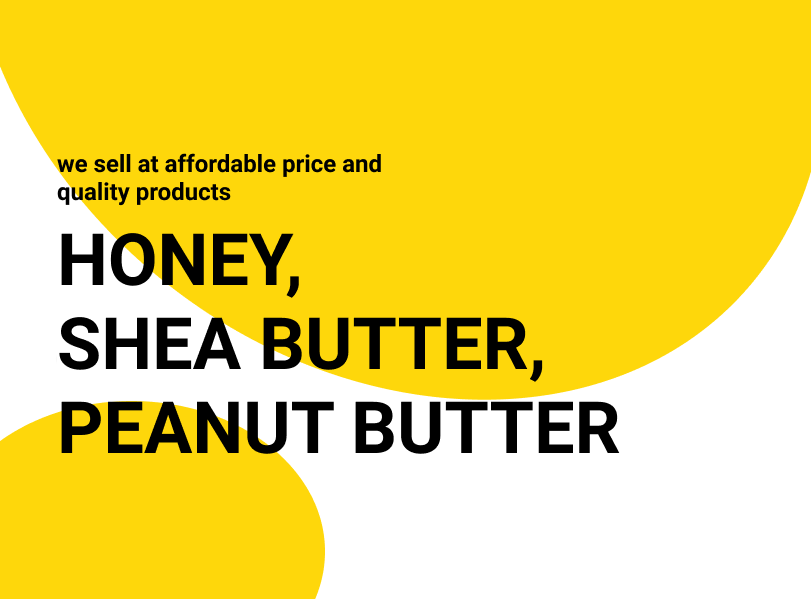 we sell at affordable price and
quality products
HONEY,
SHEA BUTTER,
PEANUT BUTTER